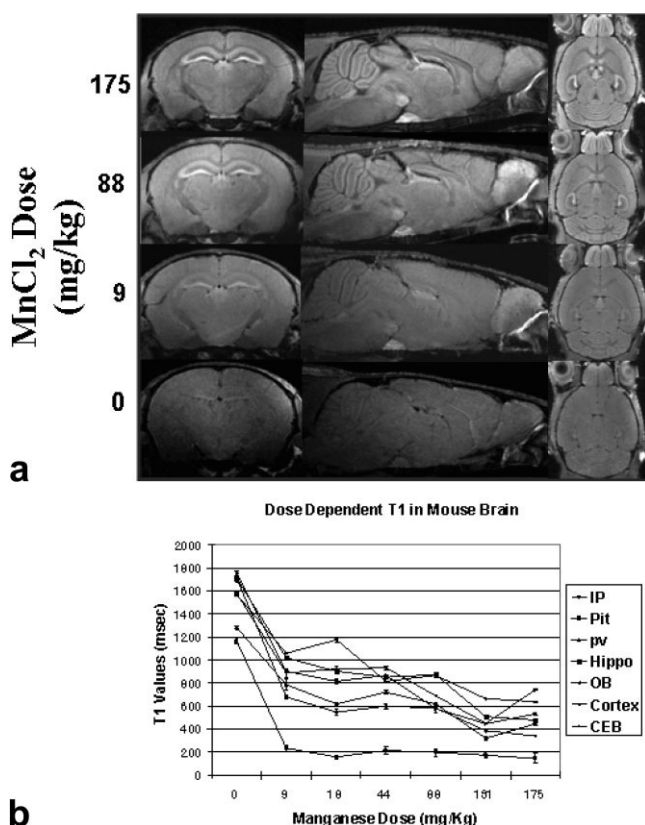 a
175
88
9
0
MnCl₂ Dose
(mg/kg)
b
Dose Dependent T1 in Mouse Brain
T1 Values (msec)
2000
1800
1600
1400
1200
1000
800
600
400
200
0
0
9
18
44
88
175
Manganese Dose (mg/Kg)
IP
Pit
pv
Hippo
OB
Cortex
CEB